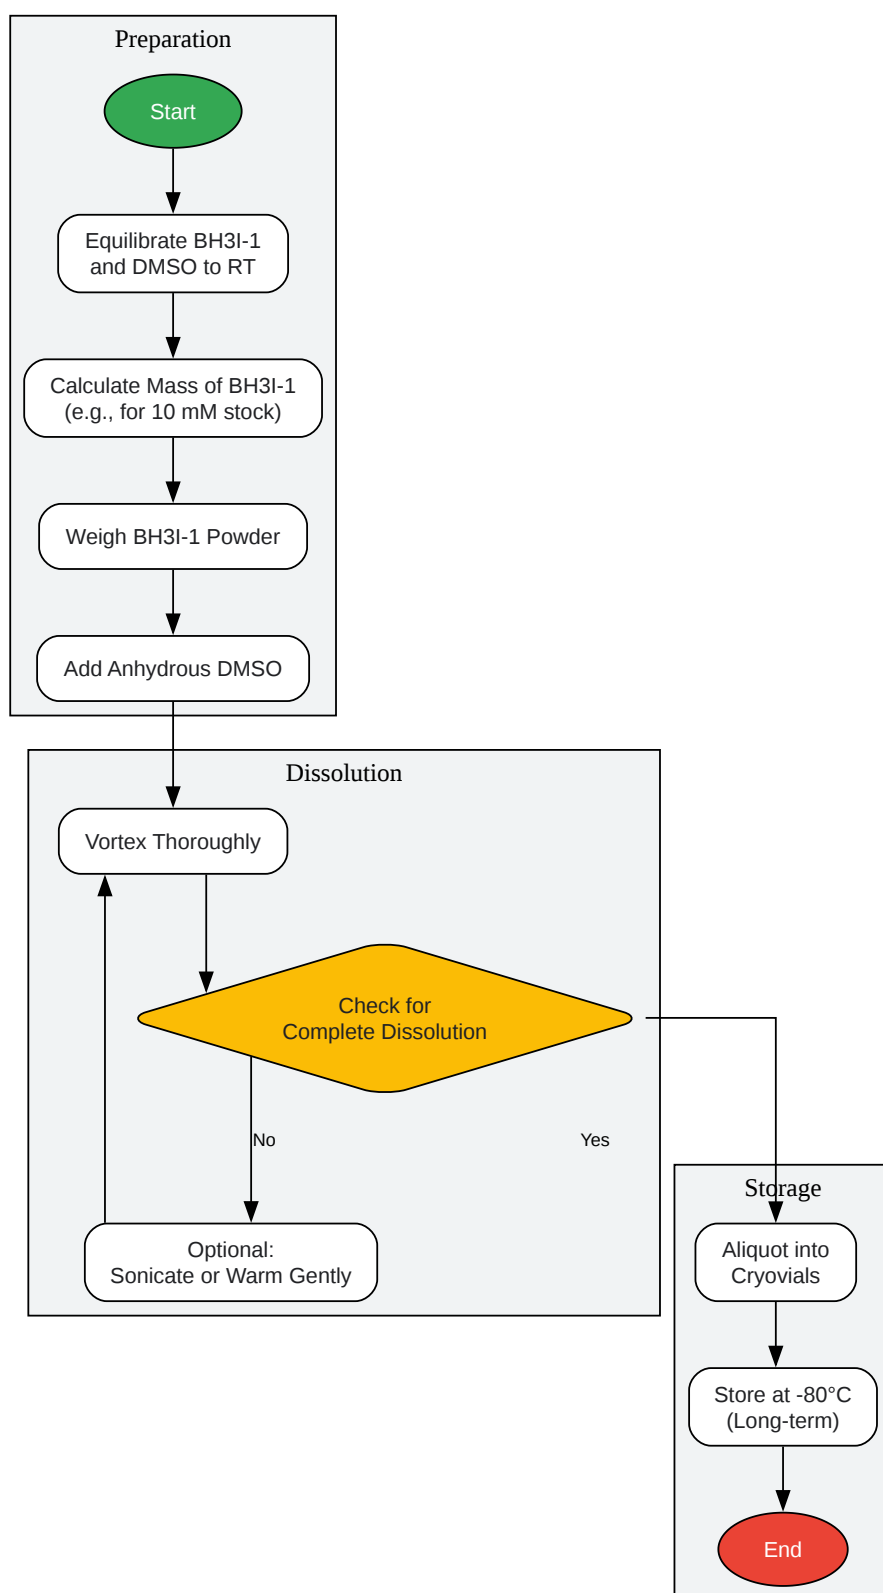 Preparation
Start
Equilibrate BH3I-1
and DMSO to RT
Calculate Mass of BH3I-1
(e.g., for 10 mM stock)
Weigh BH3I-1 Powder
Add Anhydrous DMSO
Dissolution
Vortex Thoroughly
Check for
Complete Dissolution
No
Yes
Optional:
Sonicate or Warm Gently
Storage
Aliquot into
Cryovials
Store at -80°C
(Long-term)
End